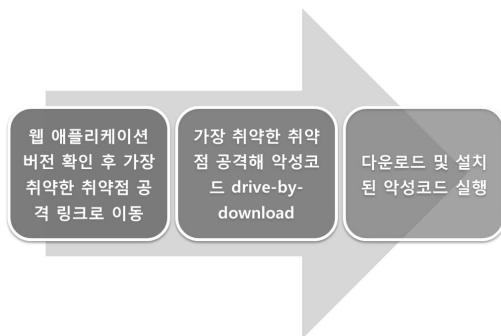 웹 애플리케이션
버전 확인 후 가장
취약한 취약점 공
격 링크로 이동
가장 취약한 취약
점 공격해 악성코
드 drive-by-
download
다운로드 및 설치
된 악성코드 실행